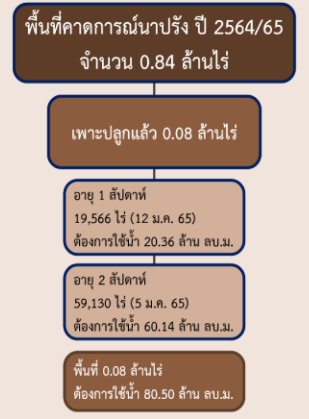 พื้นที่คาดการณ์นาปรัง ปี 2564/65
จำนวน 0.84 ล้านไร่
เพาะปลูกแล้ว 0.08 ล้านไร่
อายุ 1 สัปดาห์
19,566 ไร่ (12 ม.ค. 65)
ต้องการใช้น้ำ 20.36 ล้าน ลบ.ม.
อายุ 2 สัปดาห์
59,130 ไร่ (5 ม.ค. 65)
ต้องการใช้น้ำ 60.14 ล้าน ลบ.ม.
พื้นที่ 0.08 ล้านไร่
ต้องการใช้น้ำ 80.50 ล้าน ลบ.ม.